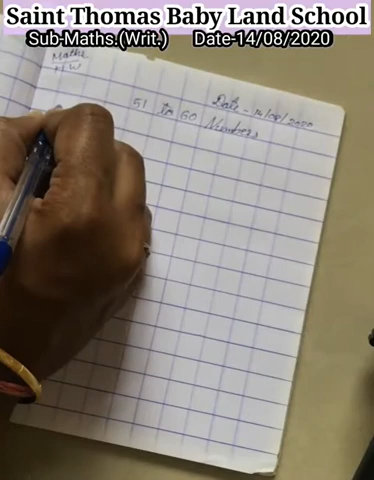 Saint Thomas Baby Land School
Sub-Maths.(Writ.) Date-14/08/2020
Maths
H.W
Date - 14/08/2020
51 to 60 Numbers